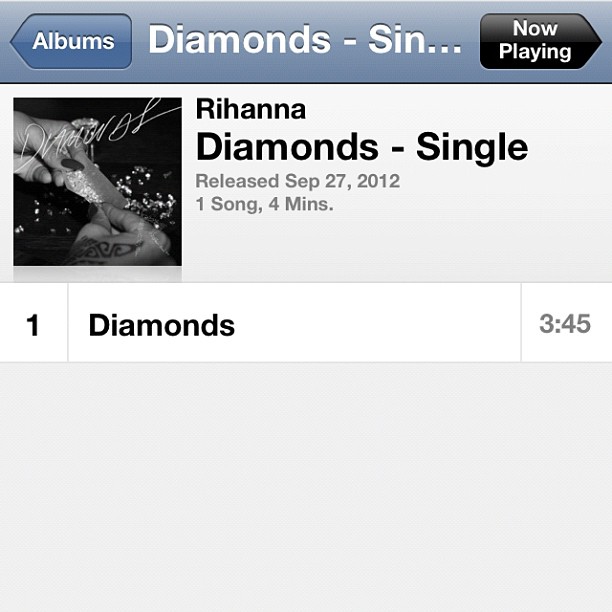 Albums
Diamonds - Sin...
Now
Playing
DIAMONDS
Rihanna
Diamonds - Single
Released Sep 27, 2012
1 Song, 4 Mins.
1 Diamonds 3:45